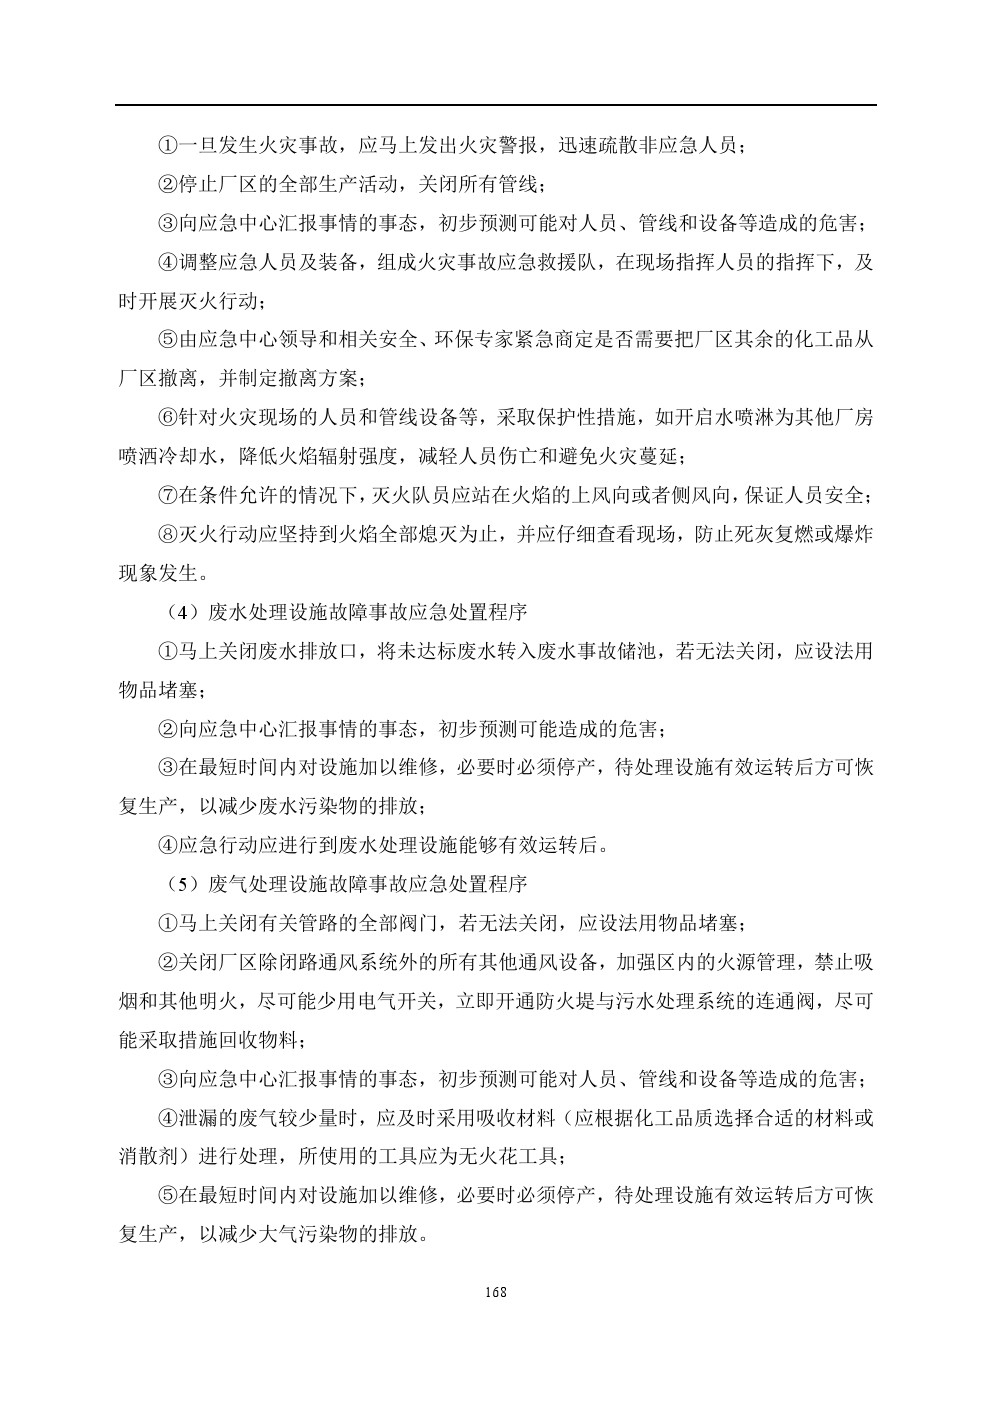 ①一旦发生火灾事故，应马上发出火灾警报，迅速疏散非应急人员；
②停止厂区的全部生产活动，关闭所有管线；
③向应急中心汇报事情的事态，初步预测可能对人员、管线和设备等造成的危害；
④调整应急人员及装备，组成火灾事故应急救援队，在现场指挥人员的指挥下，及
时开展灭火行动；
⑤由应急中心领导和相关安全、环保专家紧急商定是否需要把厂区其余的化工品从
厂区撤离，并制定撤离方案；
⑥针对火灾现场的人员和管线设备等，采取保护性措施，如开启水喷淋为其他厂房
喷洒冷却水，降低火焰辐射强度，减轻人员伤亡和避免火灾蔓延；
⑦在条件允许的情况下，灭火队员应站在火焰的上风向或者侧风向，保证人员安全；
⑧灭火行动应坚持到火焰全部熄灭为止，并应仔细查看现场，防止死灰复燃或爆炸
现象发生。
（4）废水处理设施故障事故应急处置程序
①马上关闭废水排放口，将未达标废水转入废水事故储池，若无法关闭，应设法用
物品堵塞；
②向应急中心汇报事情的事态，初步预测可能造成的危害；
③在最短时间内对设施加以维修，必要时必须停产，待处理设施有效运转后方可恢
复生产，以减少废水污染物的排放；
④应急行动应进行到废水处理设施能够有效运转后。
（5）废气处理设施故障事故应急处置程序
①马上关闭有关管路的全部阀门，若无法关闭，应设法用物品堵塞；
②关闭厂区除闭路通风系统外的所有其他通风设备，加强区内的火源管理，禁止吸
烟和其他明火，尽可能少用电气开关，立即开通防火堤与污水处理系统的连通阀，尽可
能采取措施回收物料；
③向应急中心汇报事情的事态，初步预测可能对人员、管线和设备等造成的危害；
④泄漏的废气较少量时，应及时采用吸收材料（应根据化工品质选择合适的材料或
消散剂）进行处理，所使用的工具应为无火花工具；
⑤在最短时间内对设施加以维修，必要时必须停产，待处理设施有效运转后方可恢
复生产，以减少大气污染物的排放。
168